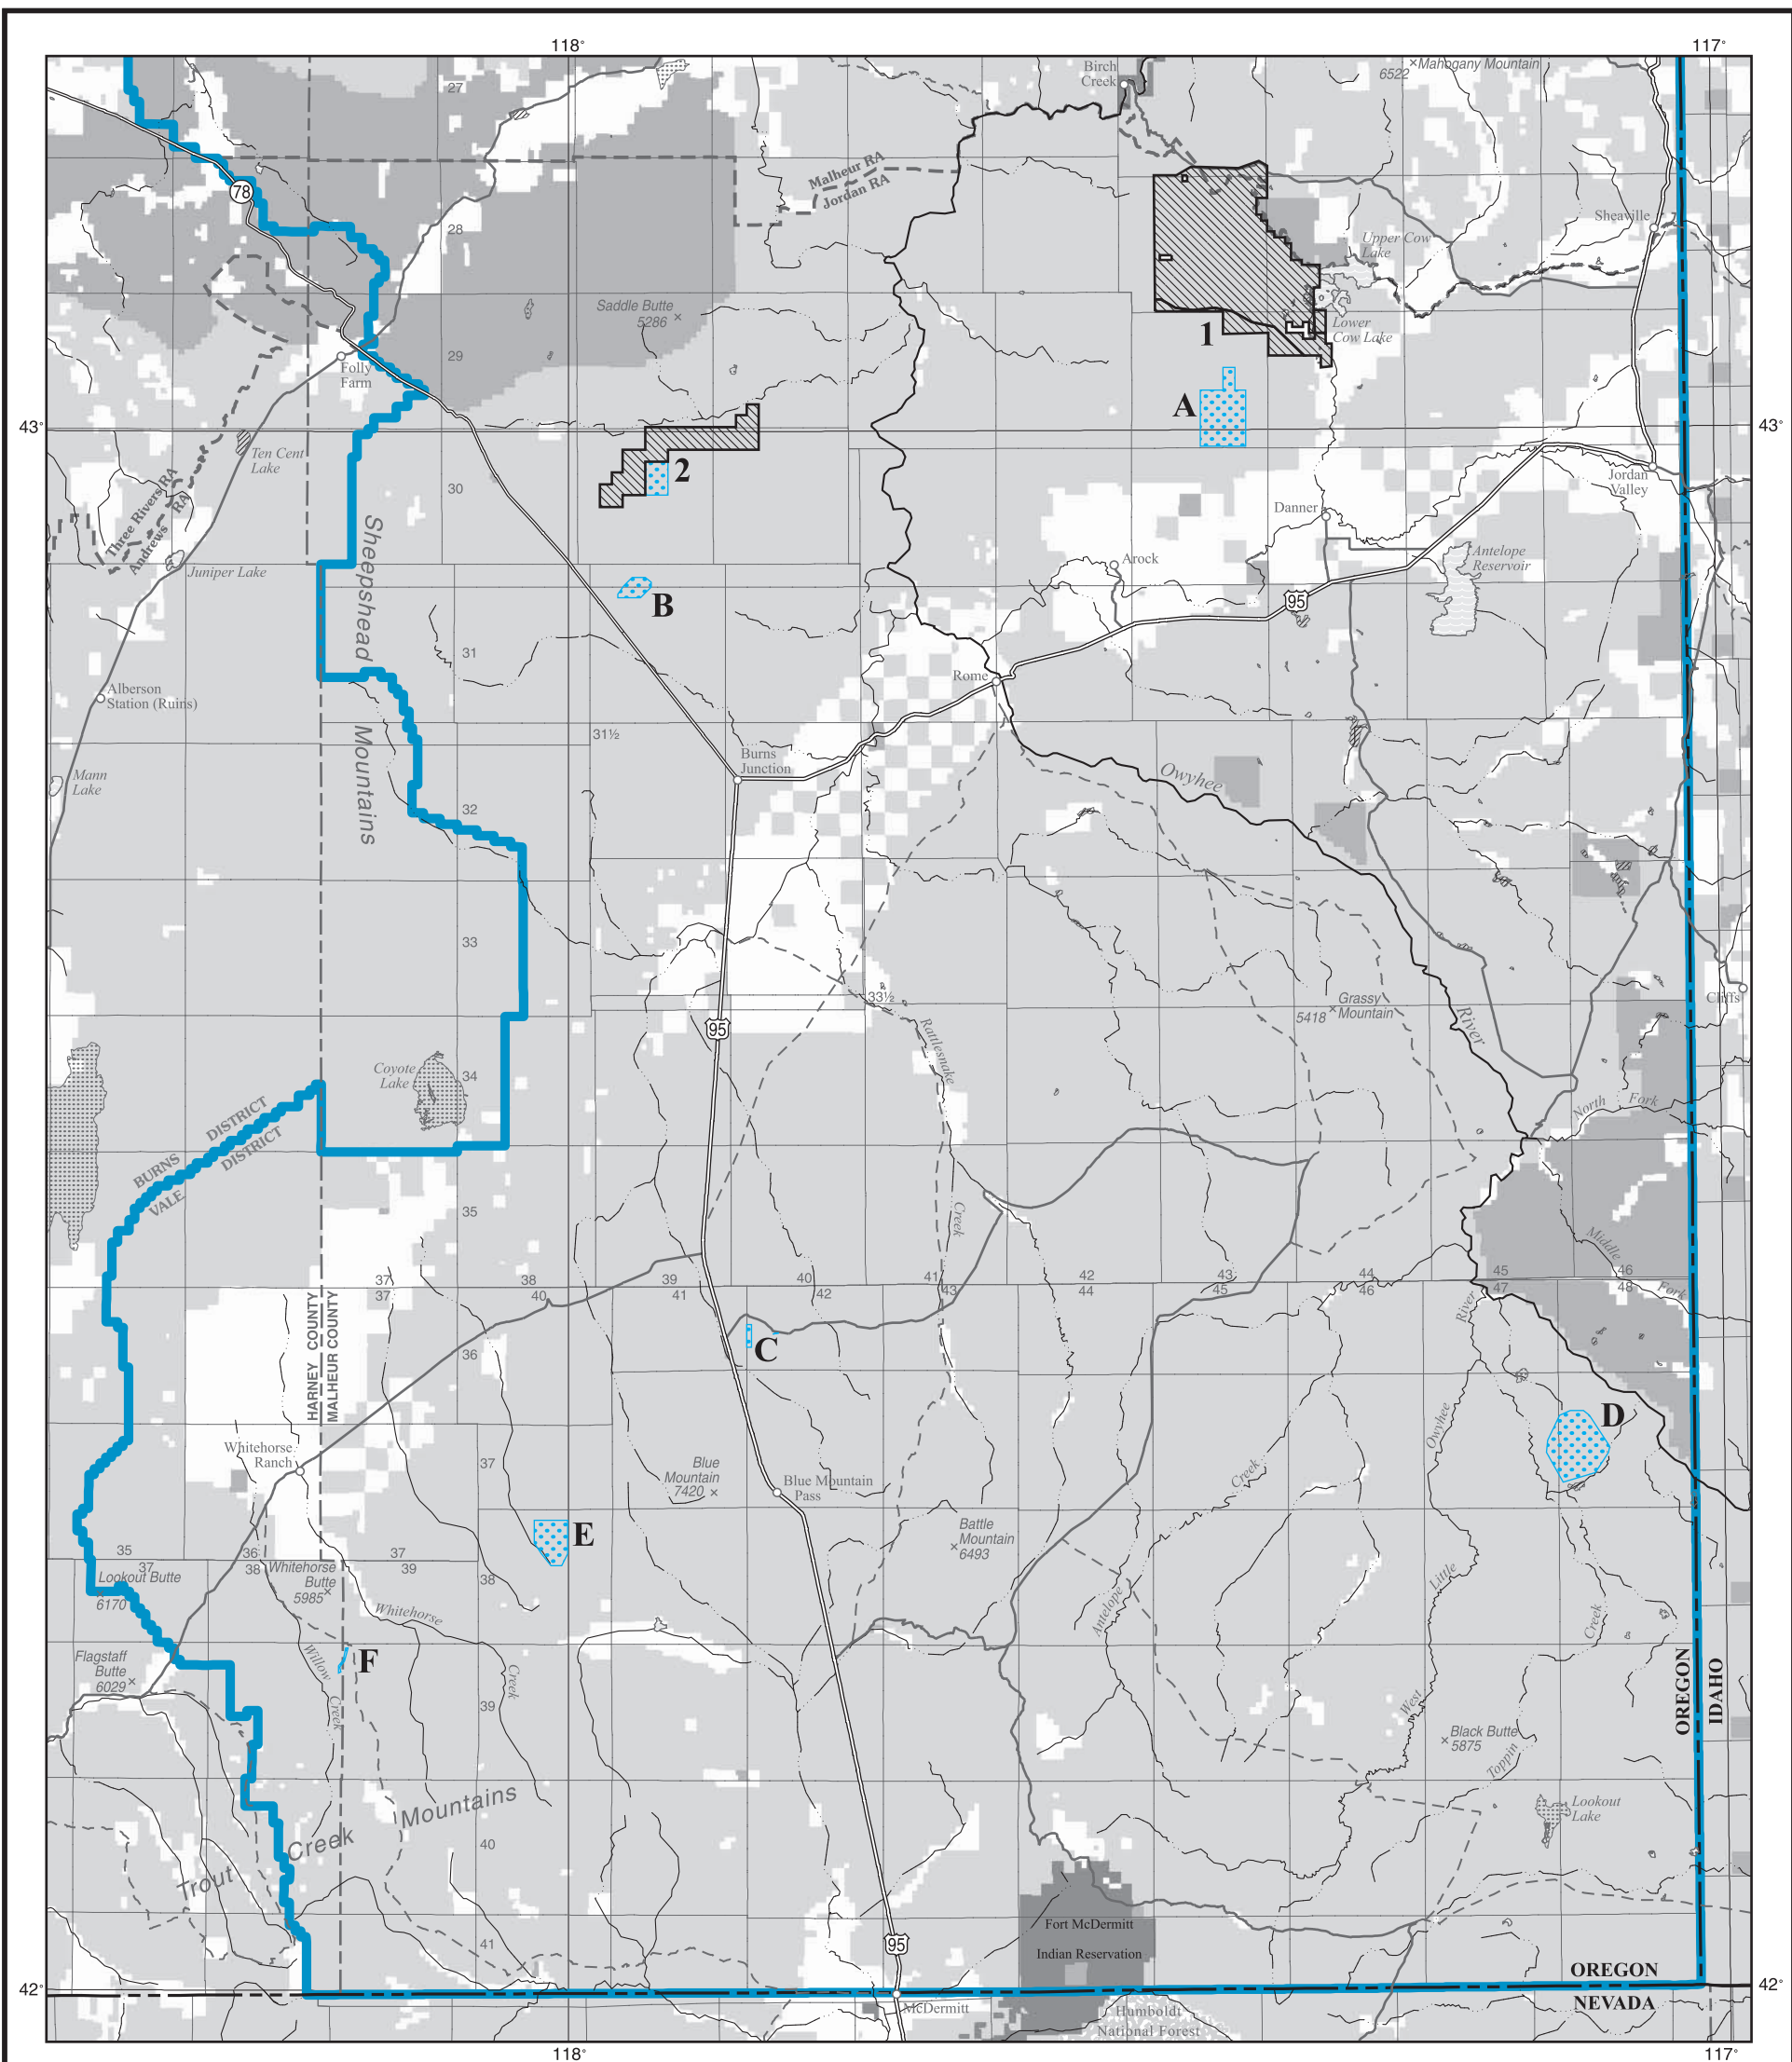 118°
117°
Birch
Creek
6522 ×Mahogany Mountain
27
78
Malheur RA
Jordan RA
Sheaville
28
Upper Cow
Lake
Saddle Butte
5286 ×
Lower
Cow Lake
1
29
Folly
Farm
A
43°
43°
Ten Cent
Lake
2
Jordan
Valley
30
Three Rivers RA
Andrews RA
Danner
Sheepshead
Mountains
Arock
Antelope
Reservoir
Juniper Lake
B
95
31
Rome
Alberson
Station (Ruins)
31½
Burns
Junction
Mann
Lake
Owyhee
River
32
33
33½
Cliffs
Grassy
Mountain
5418 ×
95
Rattlesnake
Creek
Coyote
Lake
34
North Fork
BURNS DISTRICT
VALE DISTRICT
35
Middle
Fork
37 38 39 40 41 42 43 44 45 46
37 40 41 42 43 44 45 46 47 48
HARNEY COUNTY
MALHEUR COUNTY
C
36
River
Owyhee
Little
West
D
Whitehorse
Ranch
37
Blue
Mountain
7420 ×
Blue Mountain
Pass
Creek
Antelope
E
Battle
Mountain
×6493
35 36 37
37 38 39
Lookout Butte
6170
Whitehorse
Butte
5985×
38
Whitehorse
Creek
Creek
Toppin
F
Willow
Creek
Flagstaff
Butte
6029 ×
39
OREGON
IDAHO
Black Butte
× 5875
Lookout
Lake
Trout Creek Mountains
40
Fort McDermitt
Indian Reservation
41
95
42°
42°
OREGON
NEVADA
McDermitt
Humboldt
National Forest
118°
117°